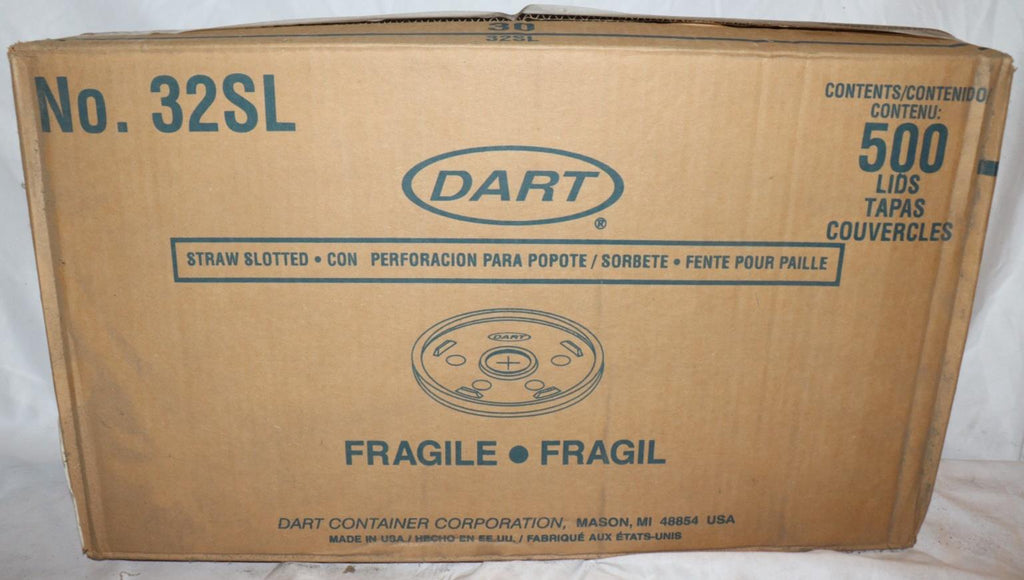 30
32SL
No. 32SL
CONTENTS/CONTENIDO
CONTENU:
500
LIDS
TAPAS
COUVERCLES
DART
®
STRAW SLOTTED • CON PERFORACION PARA POPOTE / SORBETE • FENTE POUR PAILLE
DART
FRAGILE ● FRAGIL
DART CONTAINER CORPORATION, MASON, MI 48854 USA
MADE IN USA / HECHO EN EE.UU. / FABRIQUÉ AUX ÉTATS-UNIS